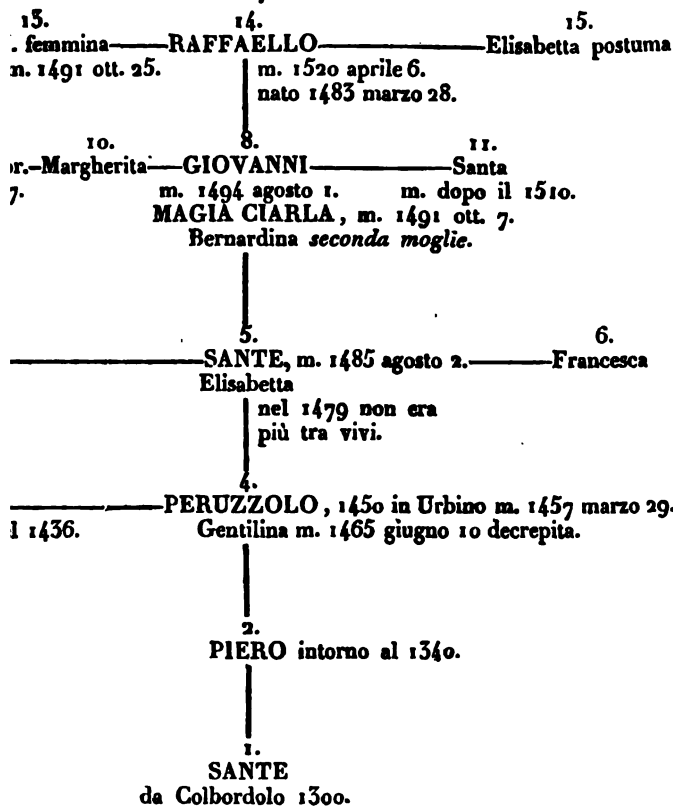 13. 14. 15.
. femmina—RAFFAELLO—Elisabetta postuma
m. 1491 ott. 25. m. 1520 aprile 6.
nato 1483 marzo 28.
10. 8. 11.
r.-Margherita—GIOVANNI—Santa
7. m. 1494 agosto 1. m. dopo il 1510.
MAGIA CIARLA, m. 1491 ott. 7.
Bernardina seconda moglie.
5. 6.
SANTE, m. 1485 agosto 2.—Francesca
Elisabetta
nel 1479 non era
più tra vivi.
4.
PERUZZOLO, 1450 in Urbino m. 1457 marzo 29.
l 1436. Gentilina m. 1465 giugno 10 decrepita.
2.
PIERO intorno al 1340.
1.
SANTE
da Colbordolo 1300.